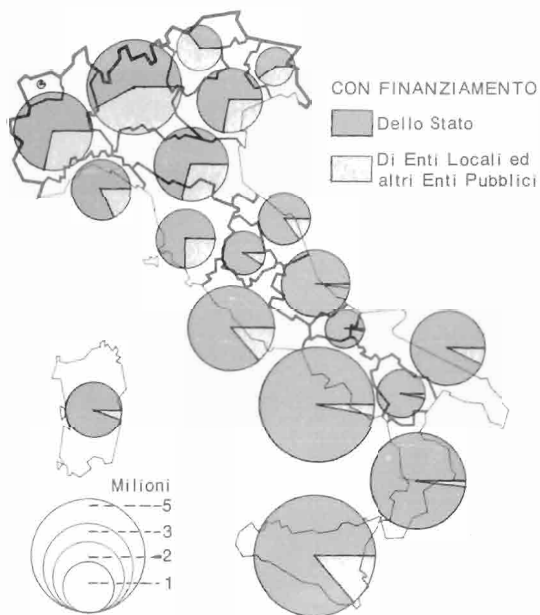 CON FINANZIAMENTO
Dello Stato
Di Enti Locali ed
altri Enti Pubblici
Milioni
5
3
2
1